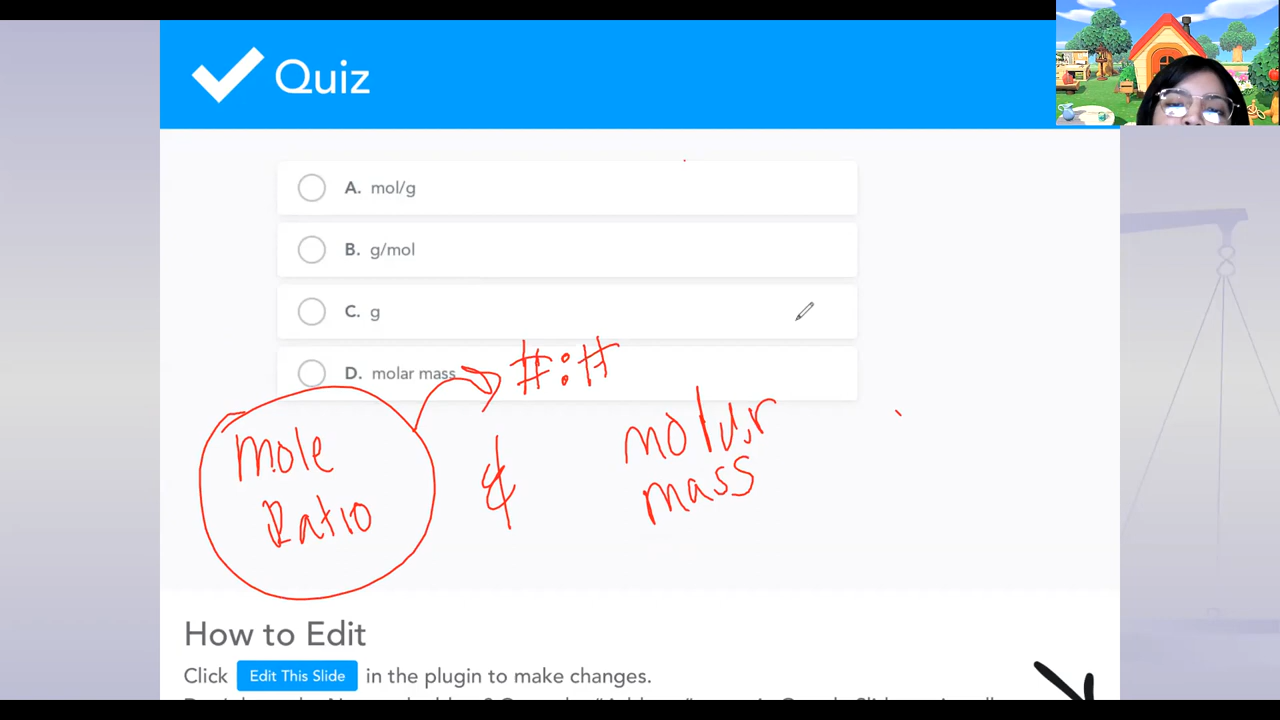 Quiz
A. mol/g
B. g/mol
C. g
D. molar mass
#:#
Mole
Ratio
&
molar
mass
How to Edit
Click Edit This Slide in the plugin to make changes.